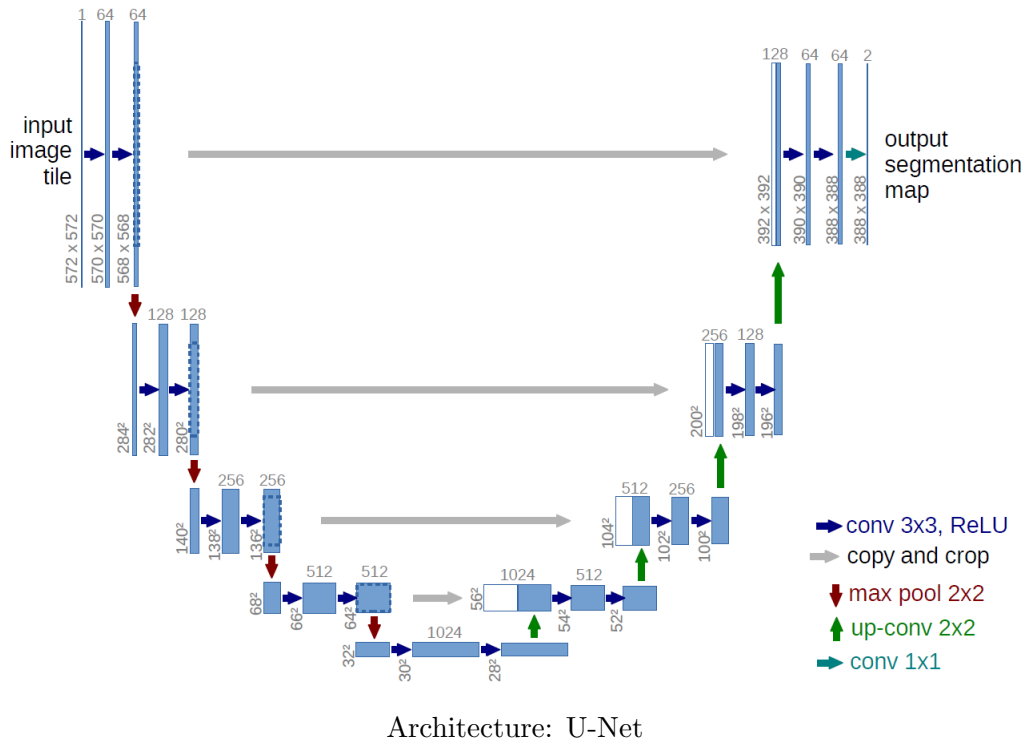 1 64 64
128 64 64 2
input
image
tile
output
segmentation
map
572 x 572
570 x 570
568 x 568
392 x 392
390 x 390
388 x 388
388 x 388
128 128
256 128
284²
282²
280²
200²
198²
196²
256 256
512 256
140²
138²
136²
104²
102²
100²
512 512
1024 512
68²
66²
64²
56²
54²
52²
1024
32²
30²
28²
conv 3x3, ReLU
copy and crop
max pool 2x2
up-conv 2x2
conv 1x1
Architecture: U-Net